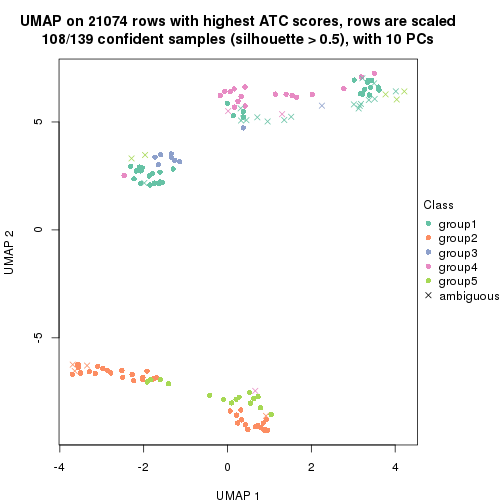 UMAP on 21074 rows with highest ATC scores, rows are scaled
108/139 confident samples (silhouette > 0.5), with 10 PCs
5
0
-5
-4
-2
0
2
4
UMAP 1
UMAP 2
Class
group1
group2
group3
group4
group5
ambiguous